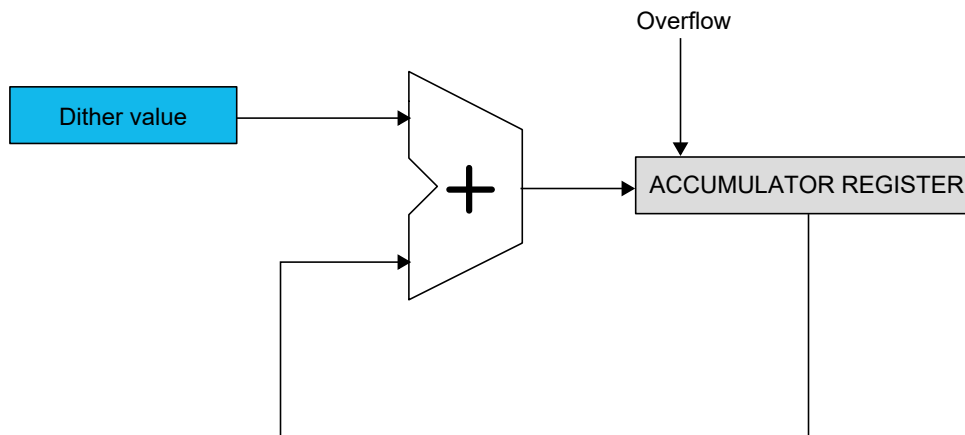 Overflow
Dither value
ACCUMULATOR REGISTER
+